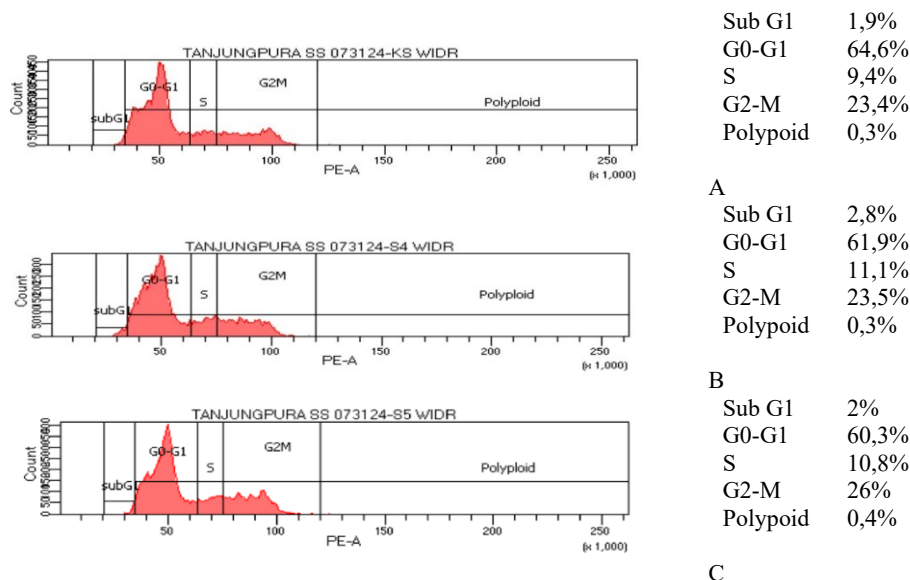 Sub G1 1,9%
G0-G1 64,6%
S 9,4%
G2-M 23,4%
Polypoid 0,3%
TANJUNGPURA SS 073124-KS WIDR
Count
subG1
G0-G1
S
G2M
Polyploid
50 100 150 200 250
PE-A
(x 1,000)
A
Sub G1 2,8%
G0-G1 61,9%
S 11,1%
G2-M 23,5%
Polypoid 0,3%
TANJUNGPURA SS 073124-S4 WIDR
Count
subG1
G0-G1
S
G2M
Polyploid
50 100 150 200 250
PE-A
(x 1,000)
B
Sub G1 2%
G0-G1 60,3%
S 10,8%
G2-M 26%
Polypoid 0,4%
TANJUNGPURA SS 073124-S5 WIDR
Count
subG1
G0-G1
S
G2M
Polyploid
50 100 150 200 250
PE-A
(x 1,000)
C